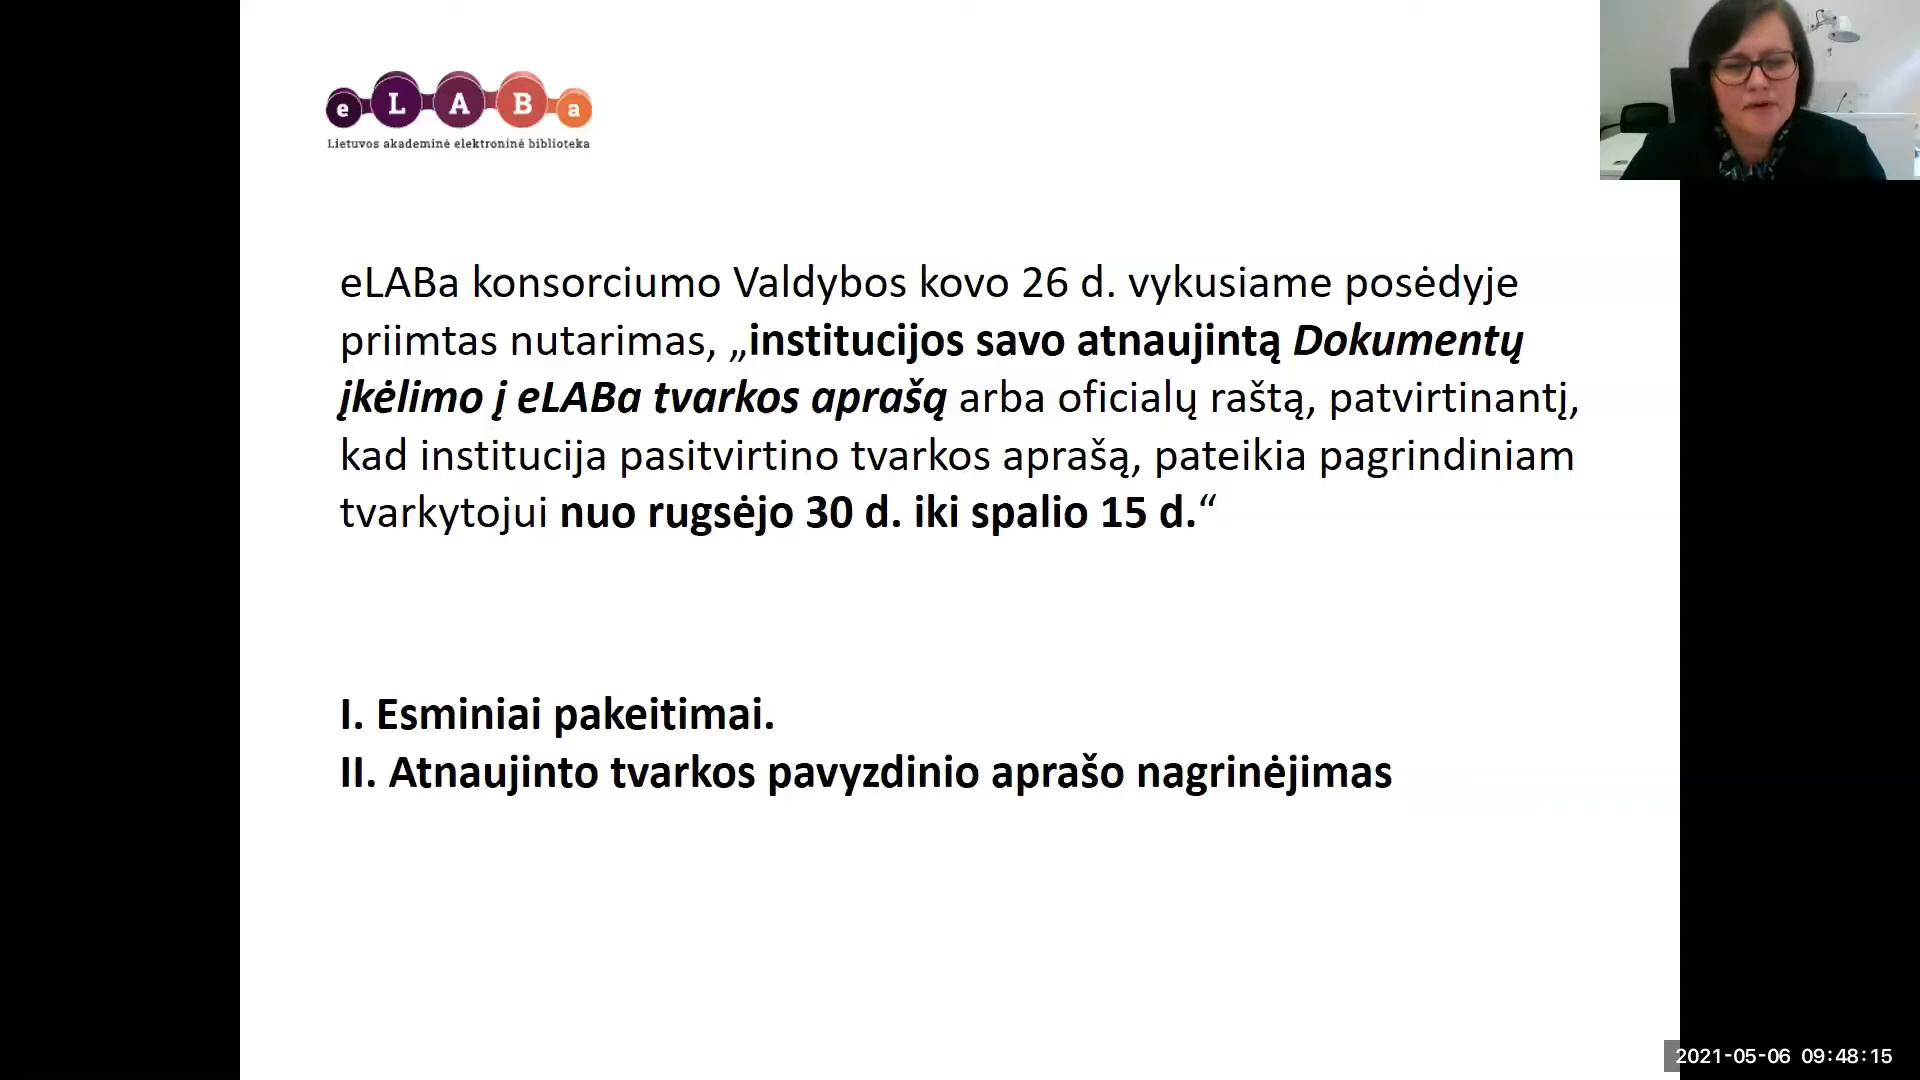 eLABa
Lietuvos akademinė elektroninė biblioteka
eLABa konsorciumo Valdybos kovo 26 d. vykusiame posėdyje
priimtas nutarimas, „institucijos savo atnaujintą Dokumentų
įkėlimo į eLABa tvarkos aprašą arba oficialų raštą, patvirtinantį,
kad institucija pasitvirtino tvarkos aprašą, pateikia pagrindiniam
tvarkytojui nuo rugsėjo 30 d. iki spalio 15 d.“
I. Esminiai pakeitimai.
II. Atnaujinto tvarkos pavyzdinio aprašo nagrinėjimas
2021-05-06 09:48:15